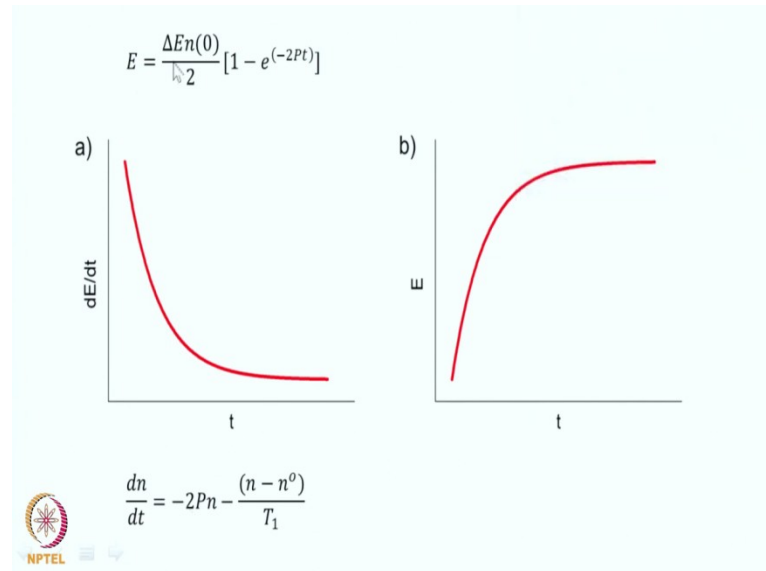 E = ΔEn(0)/2 [1 − e^(−2Pt)]
a)
dE/dt
t
b)
E
t
dn/dt = −2Pn − (n − n⁰)/T₁
NPTEL